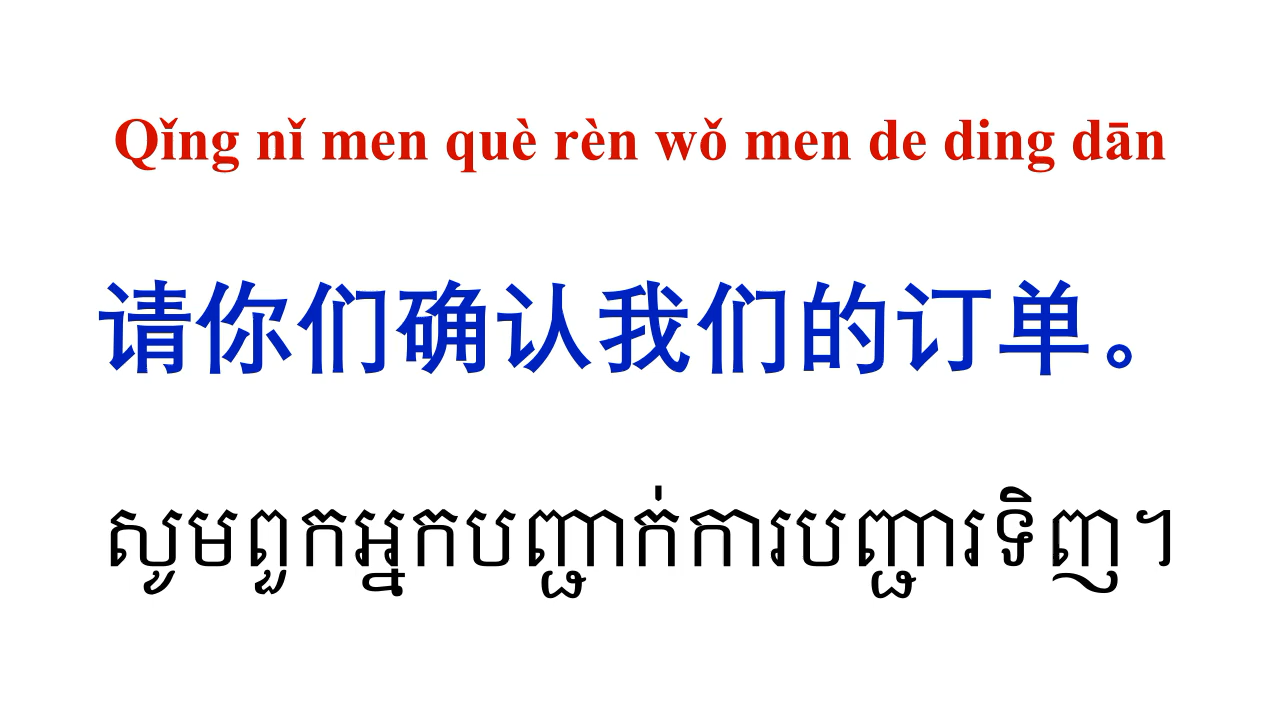 Qǐng nǐ men què rèn wǒ men de ding dān
请你们确认我们的订单。
សូមពួកអ្នកបញ្ជាក់ការបញ្ជារទិញ។